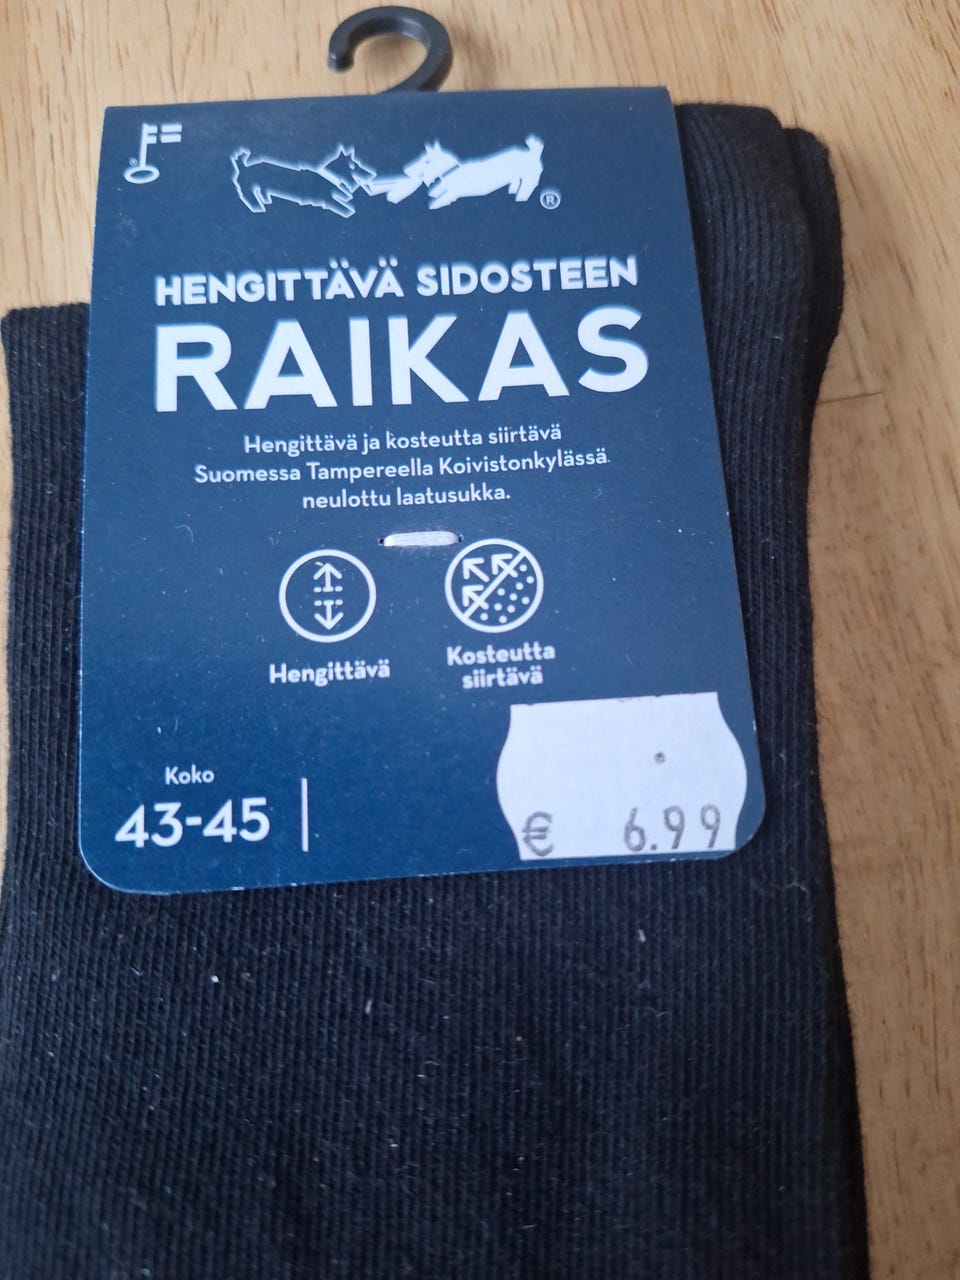 ®
HENGITTÄVÄ SIDOSTEEN
RAIKAS
Hengittävä ja kosteutta siirtävä
Suomessa Tampereella Koivistonkylässä
neulottu laatusukka.
Hengittävä
Kosteutta
siirtävä
Koko
43-45
€ 6.99